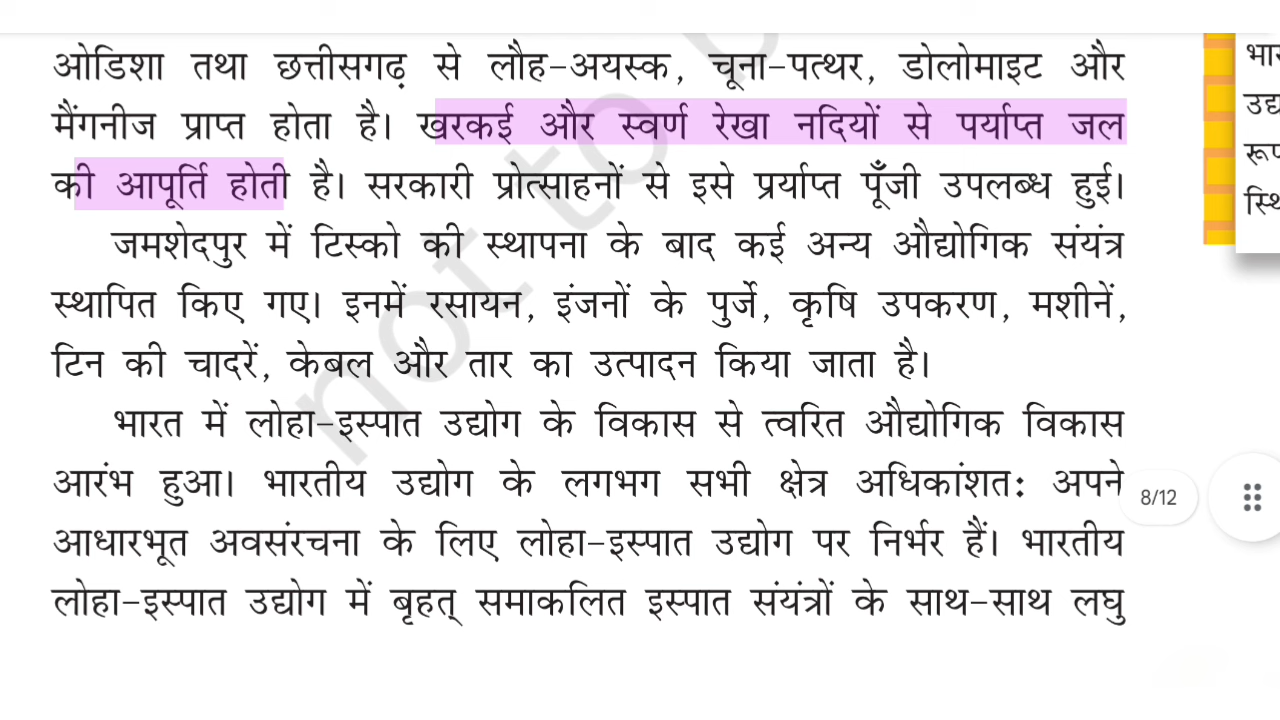 ओडिशा तथा छत्तीसगढ़ से लौह-अयस्क, चूना-पत्थर, डोलोमाइट और
मैंगनीज प्राप्त होता है। खरकई और स्वर्ण रेखा नदियों से पर्याप्त जल
की आपूर्ति होती है। सरकारी प्रोत्साहनों से इसे प्रर्याप्त पूँजी उपलब्ध हुई।
जमशेदपुर में टिस्को की स्थापना के बाद कई अन्य औद्योगिक संयंत्र
स्थापित किए गए। इनमें रसायन, इंजनों के पुर्जे, कृषि उपकरण, मशीनें,
टिन की चादरें, केबल और तार का उत्पादन किया जाता है।
भारत में लोहा-इस्पात उद्योग के विकास से त्वरित औद्योगिक विकास
आरंभ हुआ। भारतीय उद्योग के लगभग सभी क्षेत्र अधिकांशतः अपने
आधारभूत अवसंरचना के लिए लोहा-इस्पात उद्योग पर निर्भर हैं। भारतीय
लोहा-इस्पात उद्योग में बृहत् समाकलित इस्पात संयंत्रों के साथ-साथ लघु
not to
8/12